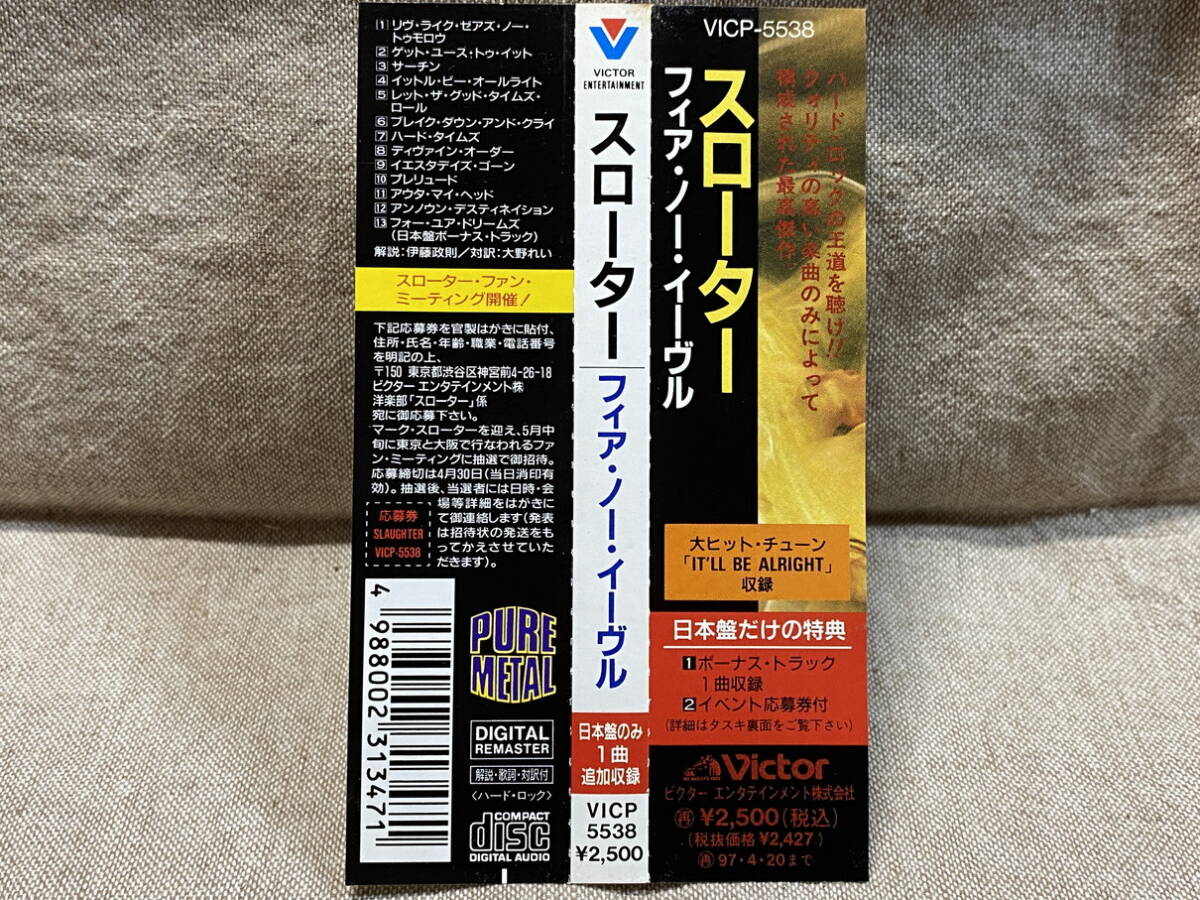 1 リヴ・ライク・ゼアズ・ノー・
トゥモロウ
2 ゲット・ユース・トゥ・イット
3 サーチン
4 イットル・ビー・オールライト
5 レット・ザ・グッド・タイムズ・
ロール
6 ブレイク・ダウン・アンド・クライ
7 ハード・タイムズ
8 ディヴァイン・オーダー
9 イエスタデイズ・ゴーン
10 プレリュード
11 アウタ・マイ・ヘッド
12 アンノウン・デスティネイション
13 フォー・ユア・ドリームズ
(日本盤ボーナス・トラック)
解説:伊藤政則/対訳:大野れい
スローター・ファン・
ミーティング開催!
下記応募券を官製はがきに貼付、
住所・氏名・年齢・職業・電話番号
を明記の上、
〒150 東京都渋谷区神宮前4-26-18
ビクター エンタテインメント㈱
洋楽部「スローター」係
宛に御応募下さい。
マーク・スローターを迎え、5月中
旬に東京と大阪で行なわれるファ
ン・ミーティングに抽選で御招待。
応募締切は4月30日(当日消印有
効)。抽選後、当選者には日時・会
場等詳細をはがきに
て御連絡します(発表
は招待状の発送をも
ってかえさせていた
だきます)。
応募券
SLAUGHTER
VICP-5538
4 988002 313471
PURE
METAL
DIGITAL
REMASTER
解説・歌詞・対訳付
〈ハード・ロック〉
COMPACT
disc
DIGITAL AUDIO
VICTOR
ENTERTAINMENT
スローター
フィア・ノー・イーヴル
日本盤のみ
1曲
追加収録
VICP
5538
¥2,500
VICP-5538
ハード・ロックの王道を聴け!!
クォリティの高い楽曲のみによって
構成された最高傑作
スローター
フィア・ノー・イーヴル
大ヒット・チューン
「IT'LL BE ALRIGHT」
収録
日本盤だけの特典
1 ボーナス・トラック
1曲収録
2 イベント応募券付
(詳細はタスキ裏面をご覧下さい)
Victor
ビクター エンタテインメント株式会社
再 ¥2,500(税込)
(税抜価格¥2,427)
再 97・4・20まで